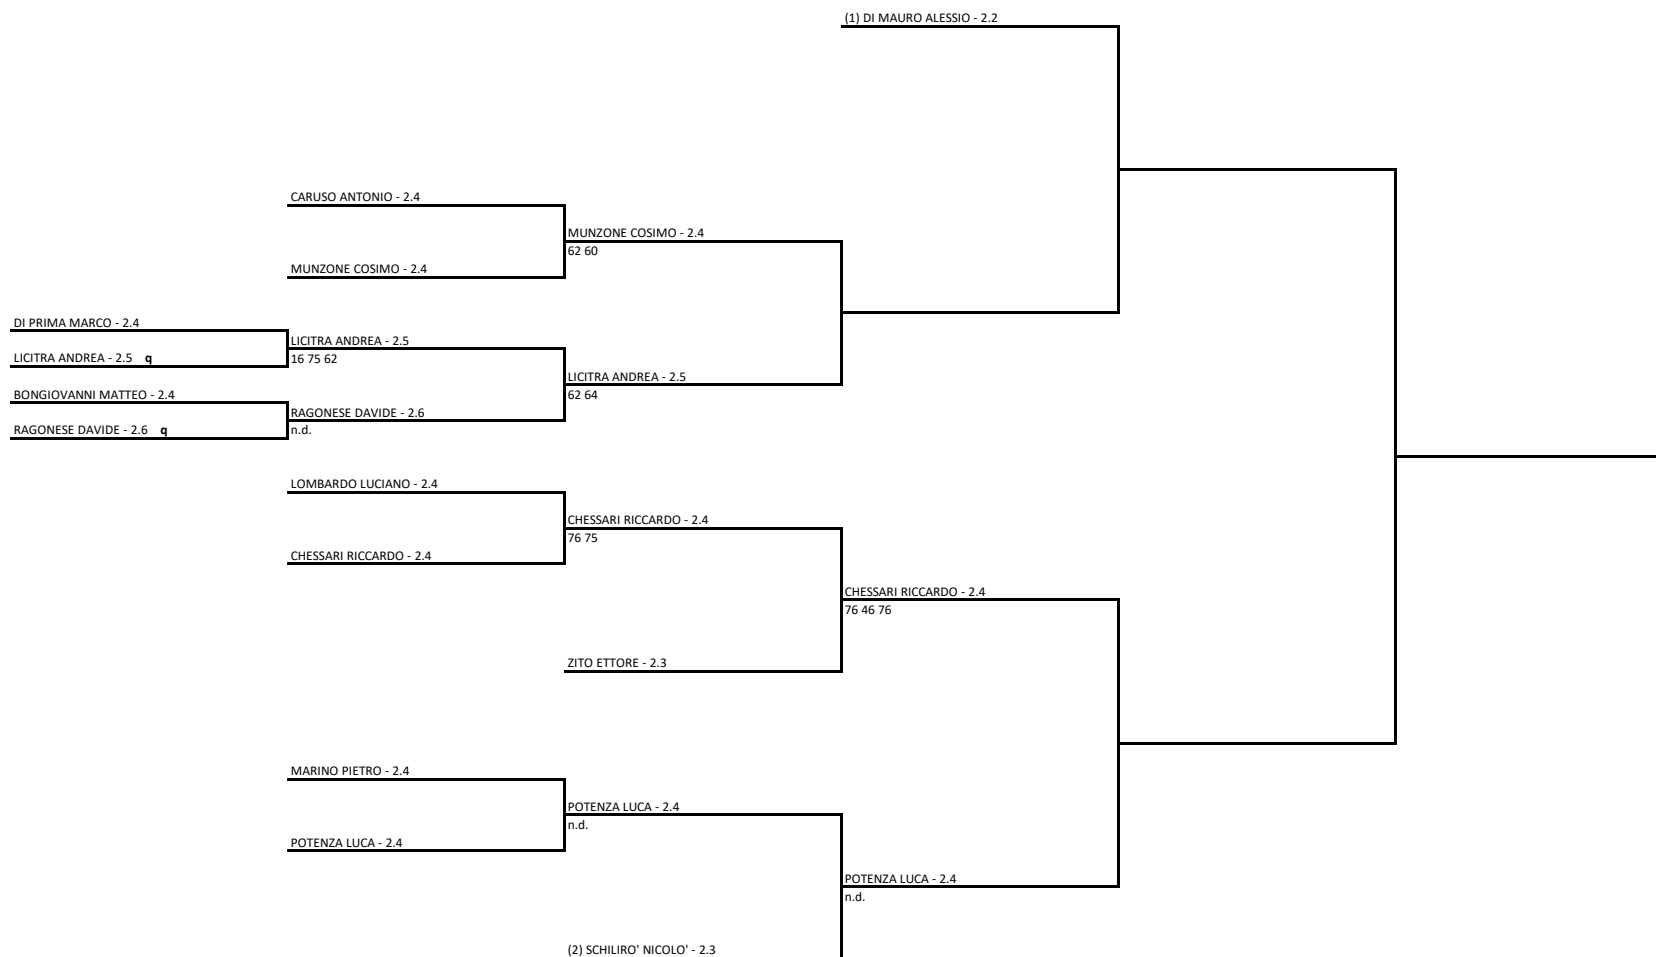 (1) DI MAURO ALESSIO - 2.2
CARUSO ANTONIO - 2.4
MUNZONE COSIMO - 2.4
62 60
MUNZONE COSIMO - 2.4
DI PRIMA MARCO - 2.4
LICITRA ANDREA - 2.5
LICITRA ANDREA - 2.5 q
16 75 62
LICITRA ANDREA - 2.5
62 64
BONGIOVANNI MATTEO - 2.4
RAGONESE DAVIDE - 2.6
RAGONESE DAVIDE - 2.6 q
n.d.
LOMBARDO LUCIANO - 2.4
CHESSARI RICCARDO - 2.4
76 75
CHESSARI RICCARDO - 2.4
CHESSARI RICCARDO - 2.4
76 46 76
ZITO ETTORE - 2.3
MARINO PIETRO - 2.4
POTENZA LUCA - 2.4
n.d.
POTENZA LUCA - 2.4
POTENZA LUCA - 2.4
n.d.
(2) SCHILIRO' NICOLO' - 2.3